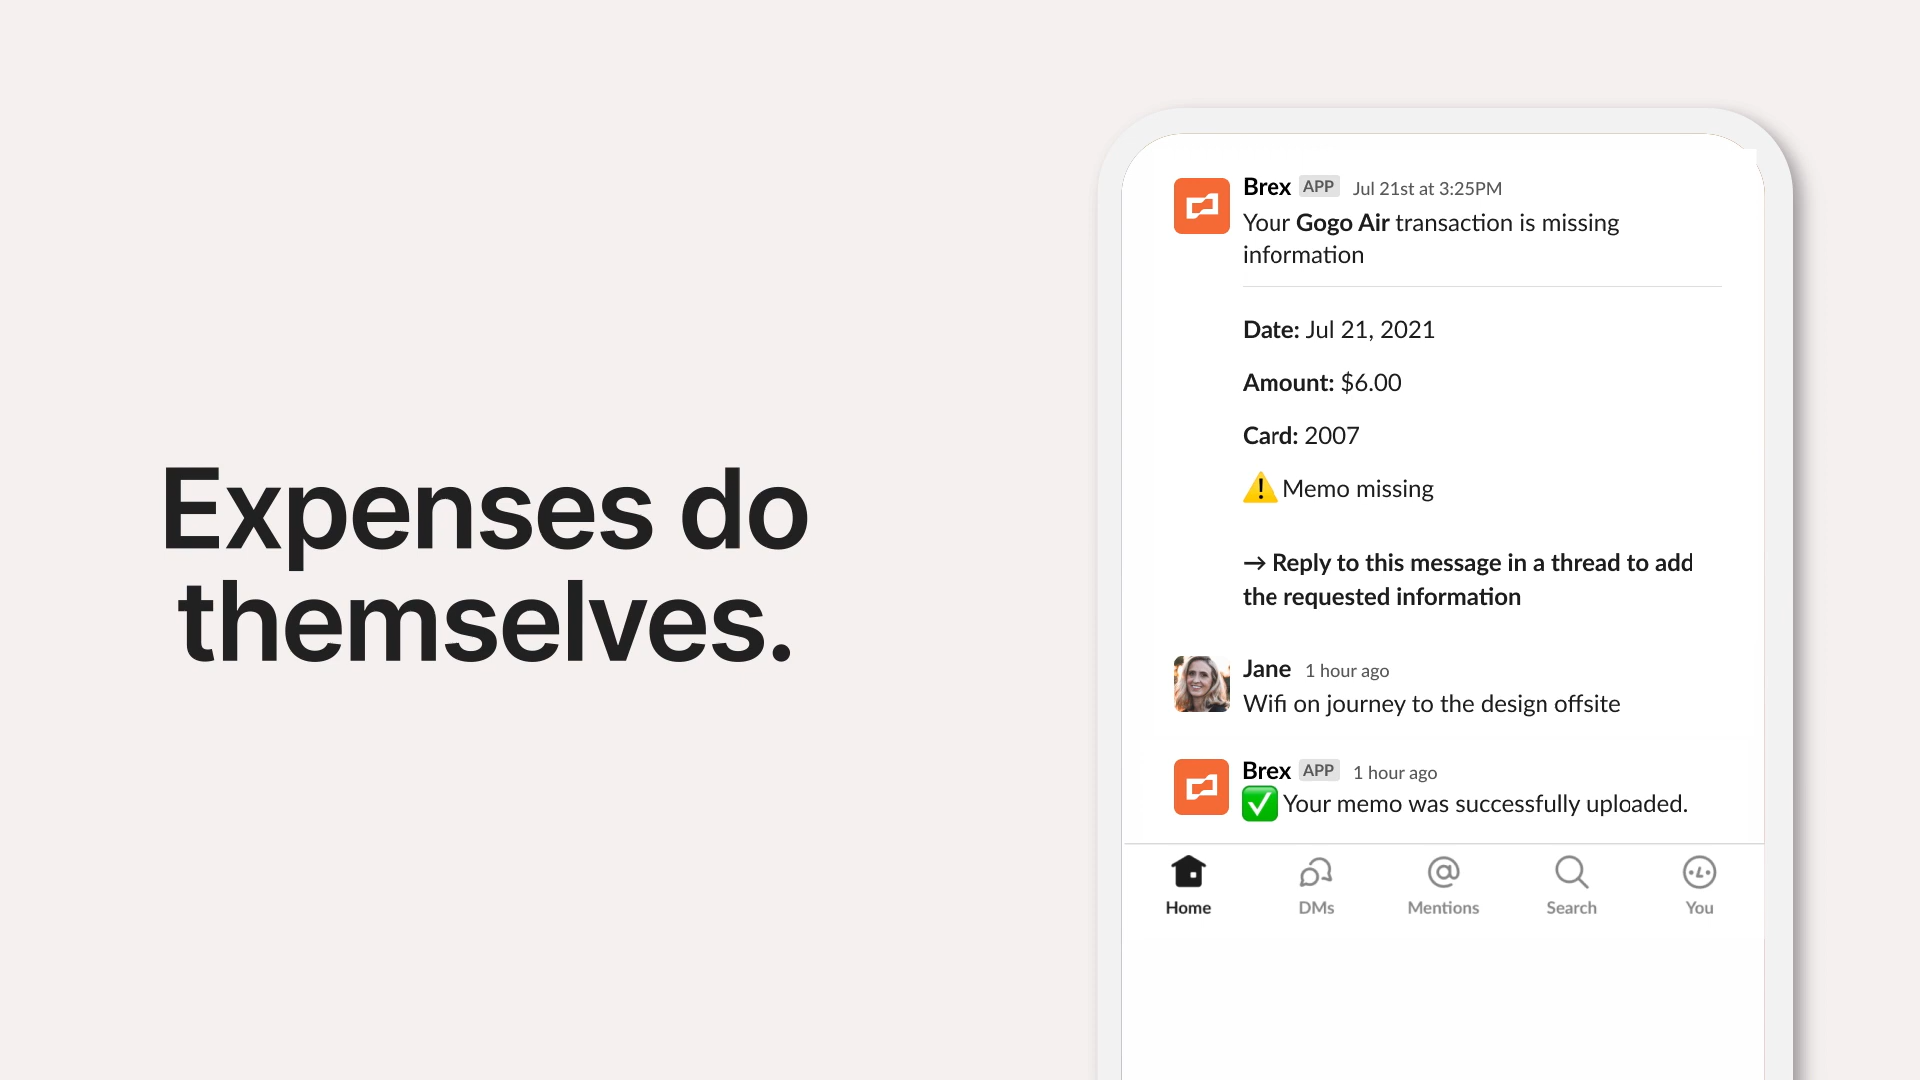 Expenses do
themselves.
Brex APP Jul 21st at 3:25PM
Your Gogo Air transaction is missing
information
Date: Jul 21, 2021
Amount: $6.00
Card: 2007
⚠️ Memo missing
→ Reply to this message in a thread to add
the requested information
Jane 1 hour ago
Wifi on journey to the design offsite
Brex APP 1 hour ago
✅ Your memo was successfully uploaded.
Home DMs Mentions Search You